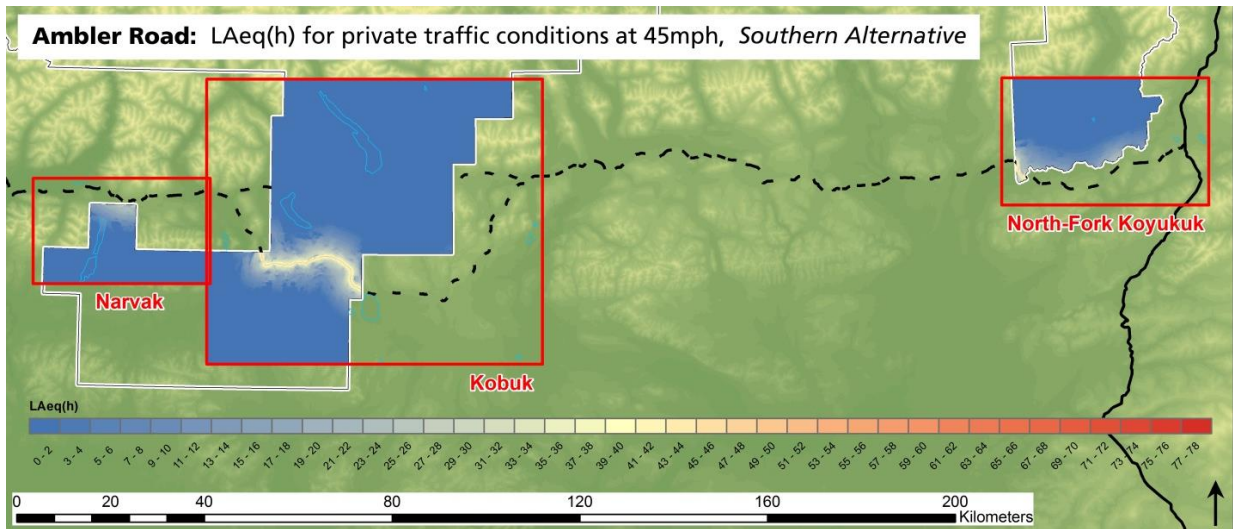 Ambler Road: LAeq(h) for private traffic conditions at 45mph, Southern Alternative
North-Fork Koyukuk
Narvak
Kobuk
LAeq(h)
0 - 2 3 - 4 5 - 6 7 - 8 9 - 10 11 - 12 13 - 14 15 - 16 17 - 18 19 - 20 21 - 22 23 - 24 25 - 26 27 - 28 29 - 30 31 - 32 33 - 34 35 - 36 37 - 38 39 - 40 41 - 42 43 - 44 45 - 46 47 - 48 49 - 50 51 - 52 53 - 54 55 - 56 57 - 58 59 - 60 61 - 62 63 - 64 65 - 66 67 - 68 69 - 70 71 - 72 73 - 74 75 - 76 77 - 78
0 20 40 80 120 160 200
Kilometers